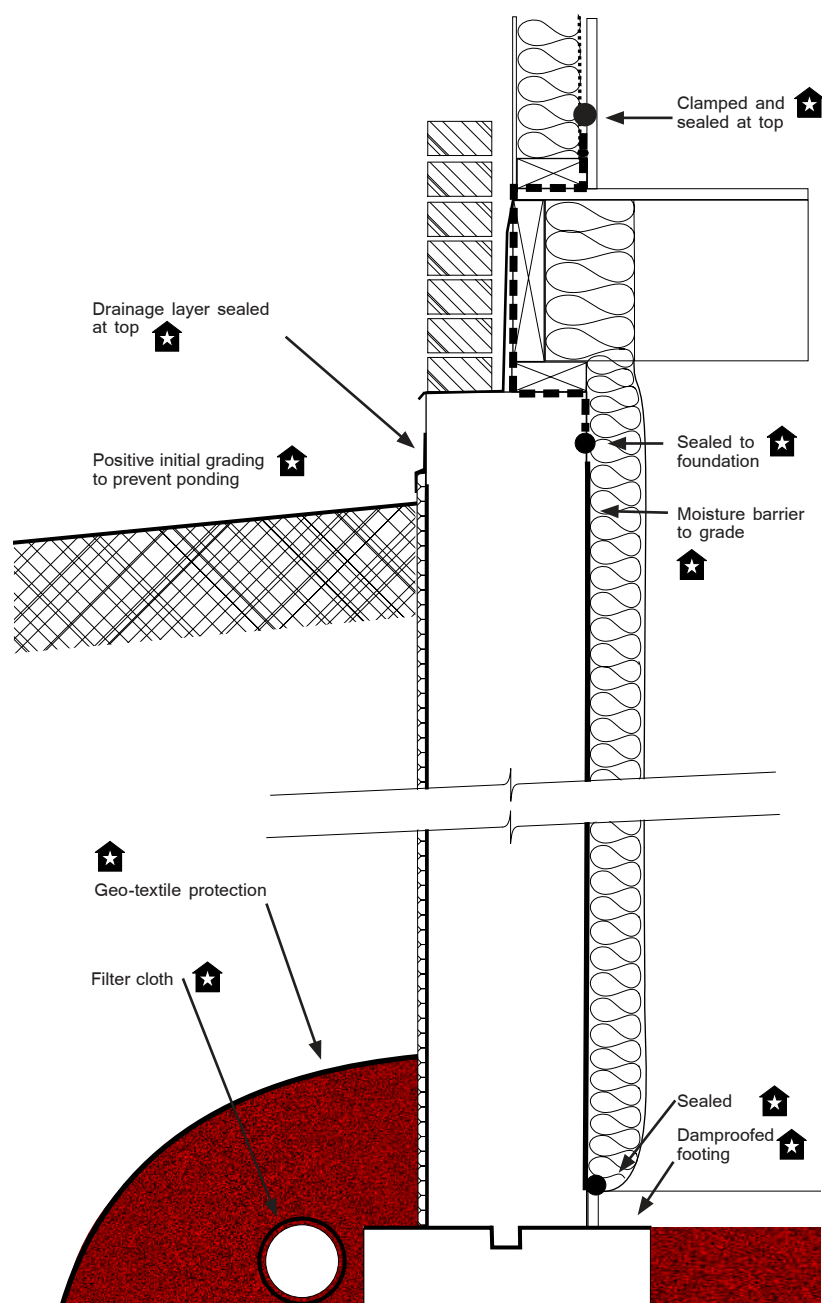 Clamped and
sealed at top
Drainage layer sealed
at top
Positive initial grading
to prevent ponding
Sealed to
foundation
Moisture barrier
to grade
Geo-textile protection
Filter cloth
Sealed
Damproofed
footing